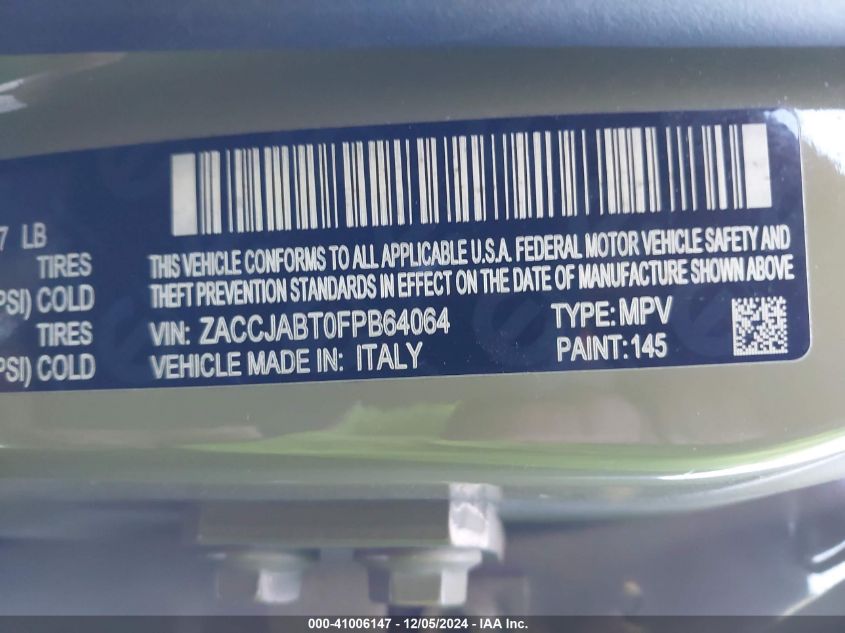 7 LB
TIRES
PSI) COLD
TIRES
PSI) COLD
THIS VEHICLE CONFORMS TO ALL APPLICABLE U.S.A. FEDERAL MOTOR VEHICLE SAFETY AND
THEFT PREVENTION STANDARDS IN EFFECT ON THE DATE OF MANUFACTURE SHOWN ABOVE
VIN: ZACCJABT0FPB64064 TYPE: MPV
VEHICLE MADE IN: ITALY PAINT: 145
000-41006147 - 12/05/2024 - IAA Inc.